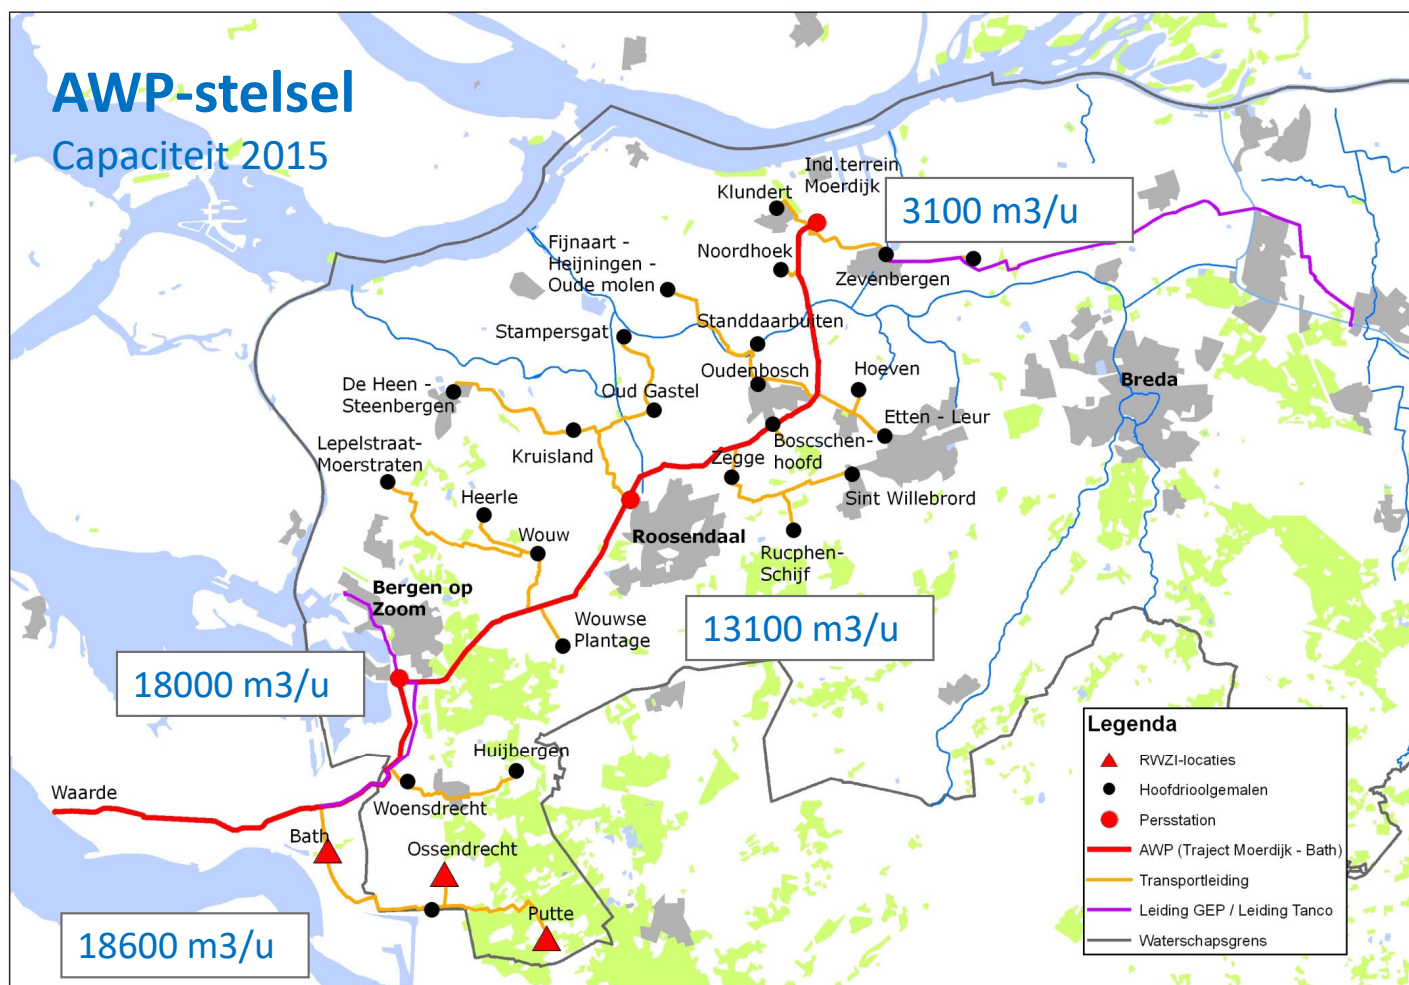 AWP-stelsel
Capaciteit 2015
Ind.terrein
Moerdijk
Klundert
3100 m3/u
Fijnaart -
Heijningen -
Oude molen
Noordhoek
Zevenbergen
Stampersgat
Standdaarbuiten
De Heen -
Steenbergen
Oud Gastel
Oudenbosch
Hoeven
Breda
Etten - Leur
Lepelstraat-
Moerstraten
Kruisland
Zegge
Boscschen-
hoofd
Heerle
Sint Willebrord
Wouw
Roosendaal
Rucphen-
Schijf
Bergen op
Zoom
Wouwse
Plantage
13100 m3/u
18000 m3/u
Huijbergen
Waarde
Woensdrecht
Bath
Ossendrecht
Putte
18600 m3/u
Legenda
RWZI-locaties
Hoofdrioolgemalen
Persstation
AWP (Traject Moerdijk - Bath)
Transportleiding
Leiding GEP / Leiding Tanco
Waterschapsgrens